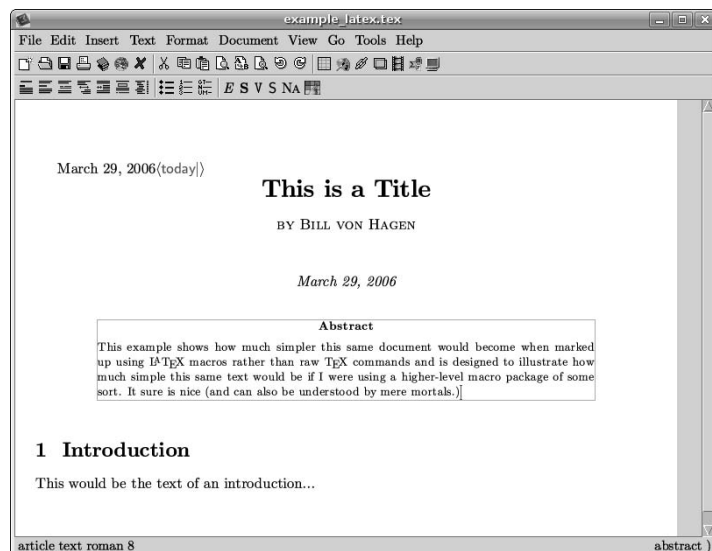 example_latex.tex
File Edit Insert Text Format Document View Go Tools Help
E S V S NA
March 29, 2006⟨today|⟩
This is a Title
BY BILL VON HAGEN
March 29, 2006
Abstract
This example shows how much simpler this same document would become when marked
up using LATEX macros rather than raw TEX commands and is designed to illustrate how
much simple this same text would be if I were using a higher-level macro package of some
sort. It sure is nice (and can also be understood by mere mortals.)
1 Introduction
This would be the text of an introduction...
article text roman 8 abstract )